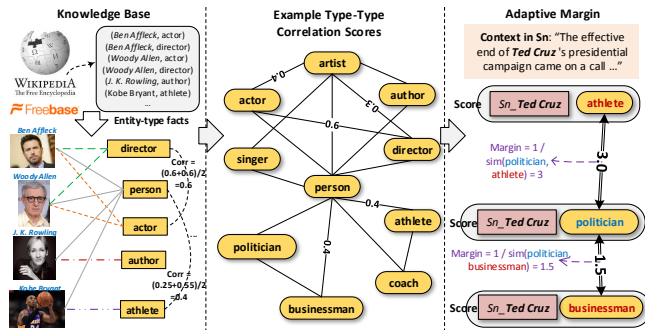 Knowledge Base
WIKIPEDIA
The Free Encyclopedia
Freebase
(Ben Affleck, actor)
(Ben Affleck, director)
(Woody Allen, actor)
(Woody Allen, director)
(J. K. Rowling, author)
(Kobe Bryant, athlete)
...
Entity-type facts
Ben Affleck
Woody Allen
J. K. Rowling
Kobe Bryant
director
person
actor
author
athlete
Corr =
(0.6+0.6)/2
=0.6
Corr =
(0.25+0.55)/2
=0.4
Example Type-Type
Correlation Scores
artist
actor
author
singer
director
person
athlete
politician
coach
businessman
0.4
0.3
0.6
0.4
0.4
Adaptive Margin
Context in Sn: “The effective
end of Ted Cruz 's presidential
campaign came on a call …”
Score
Sn_Ted Cruz
athlete
Margin = 1 /
sim(politician,
athlete) = 3
3.0
Score
Sn_Ted Cruz
politician
Margin = 1 /
sim(politician,
businessman) = 1.5
1.5
Score
Sn_Ted Cruz
businessman